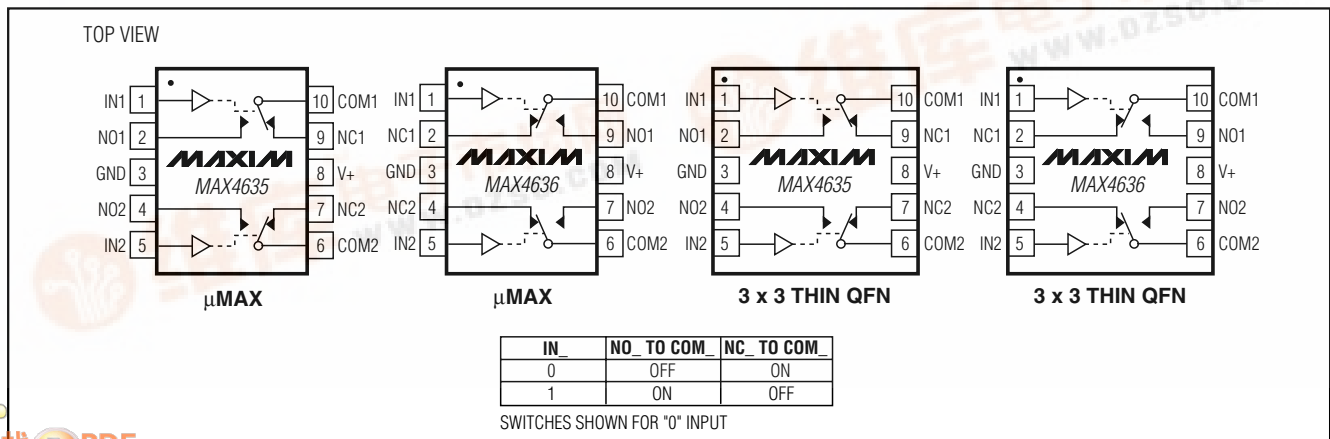 TOP VIEW
IN1 1 10 COM1
NO1 2 9 NC1
GND 3 8 V+
NO2 4 7 NC2
IN2 5 6 COM2
MAXIM
MAX4635
µMAX
IN1 1 10 COM1
NC1 2 9 NO1
GND 3 8 V+
NC2 4 7 NO2
IN2 5 6 COM2
MAXIM
MAX4636
µMAX
IN1 1 10 COM1
NO1 2 9 NC1
GND 3 8 V+
NO2 4 7 NC2
IN2 5 6 COM2
MAXIM
MAX4635
3 x 3 THIN QFN
IN1 1 10 COM1
NC1 2 9 NO1
GND 3 8 V+
NC2 4 7 NO2
IN2 5 6 COM2
MAXIM
MAX4636
3 x 3 THIN QFN
IN_ NO_ TO COM_ NC_ TO COM_
0 OFF ON
1 ON OFF
SWITCHES SHOWN FOR "0" INPUT